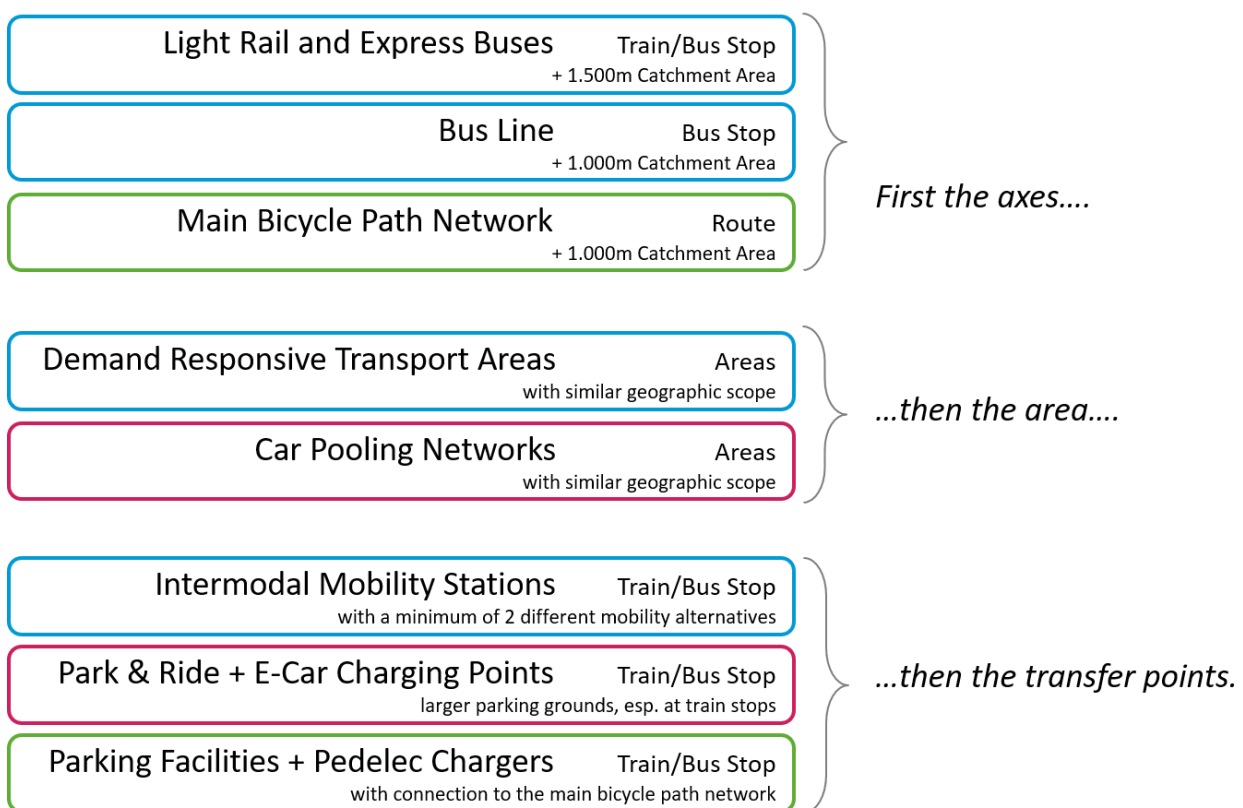 Light Rail and Express Buses Train/Bus Stop
+ 1.500m Catchment Area
Bus Line Bus Stop
+ 1.000m Catchment Area
Main Bicycle Path Network Route
+ 1.000m Catchment Area
First the axes....
Demand Responsive Transport Areas Areas
with similar geographic scope
Car Pooling Networks Areas
with similar geographic scope
...then the area....
Intermodal Mobility Stations Train/Bus Stop
with a minimum of 2 different mobility alternatives
Park & Ride + E-Car Charging Points Train/Bus Stop
larger parking grounds, esp. at train stops
Parking Facilities + Pedelec Chargers Train/Bus Stop
with connection to the main bicycle path network
...then the transfer points.